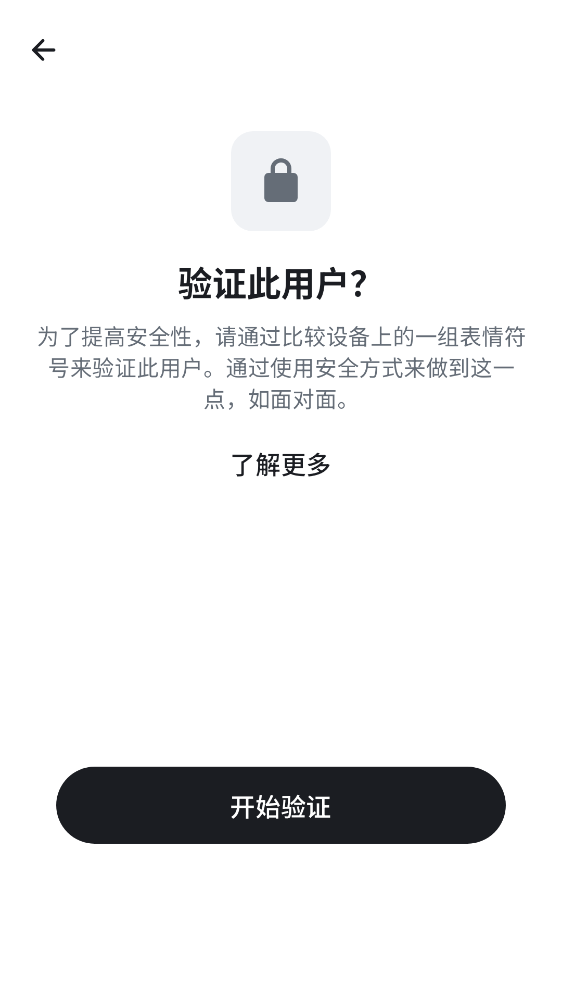 验证此用户？
为了提高安全性，请通过比较设备上的一组表情符
号来验证此用户。通过使用安全方式来做到这一
点，如面对面。
了解更多
开始验证